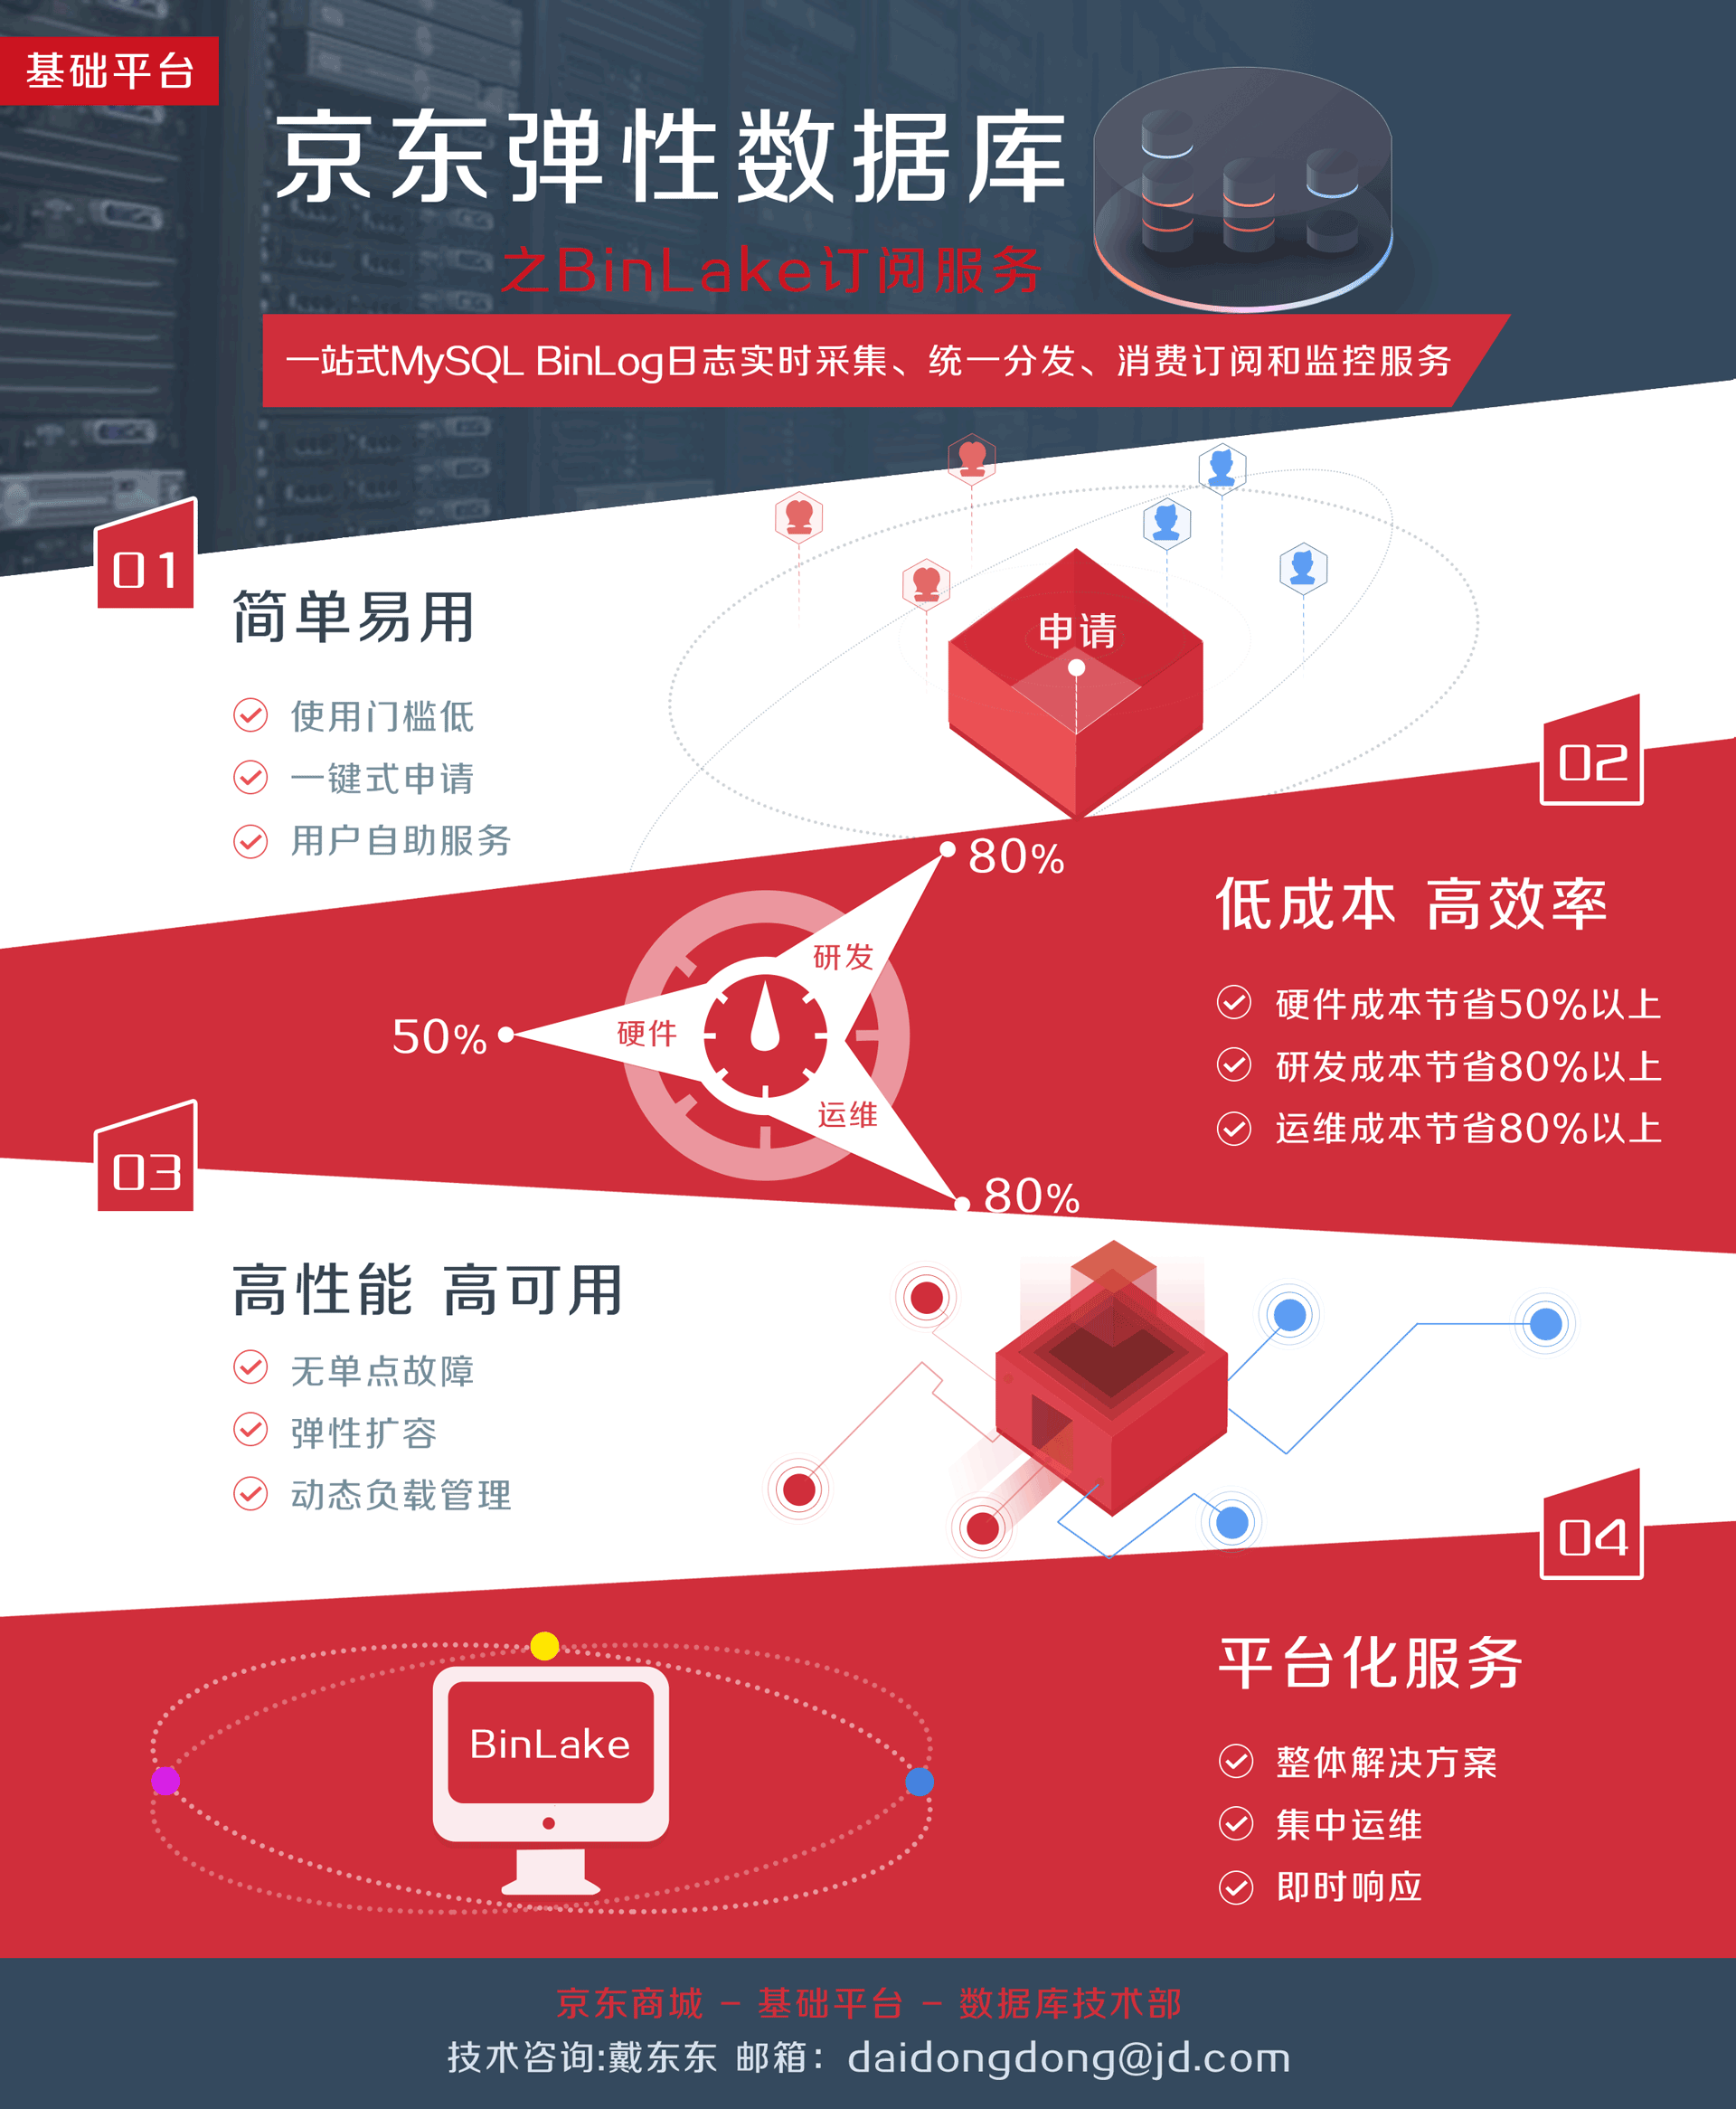 基础平台
京东弹性数据库
之BinLake订阅服务
一站式MySQL BinLog日志实时采集、统一分发、消费订阅和监控服务
01
简单易用
使用门槛低
一键式申请
用户自助服务
申请
02
低成本 高效率
硬件成本节省50%以上
研发成本节省80%以上
运维成本节省80%以上
80%
研发
50%
硬件
运维
80%
03
高性能 高可用
无单点故障
弹性扩容
动态负载管理
04
平台化服务
整体解决方案
集中运维
即时响应
BinLake
京东商城 - 基础平台 - 数据库技术部
技术咨询:戴东东 邮箱：daidongdong@jd.com